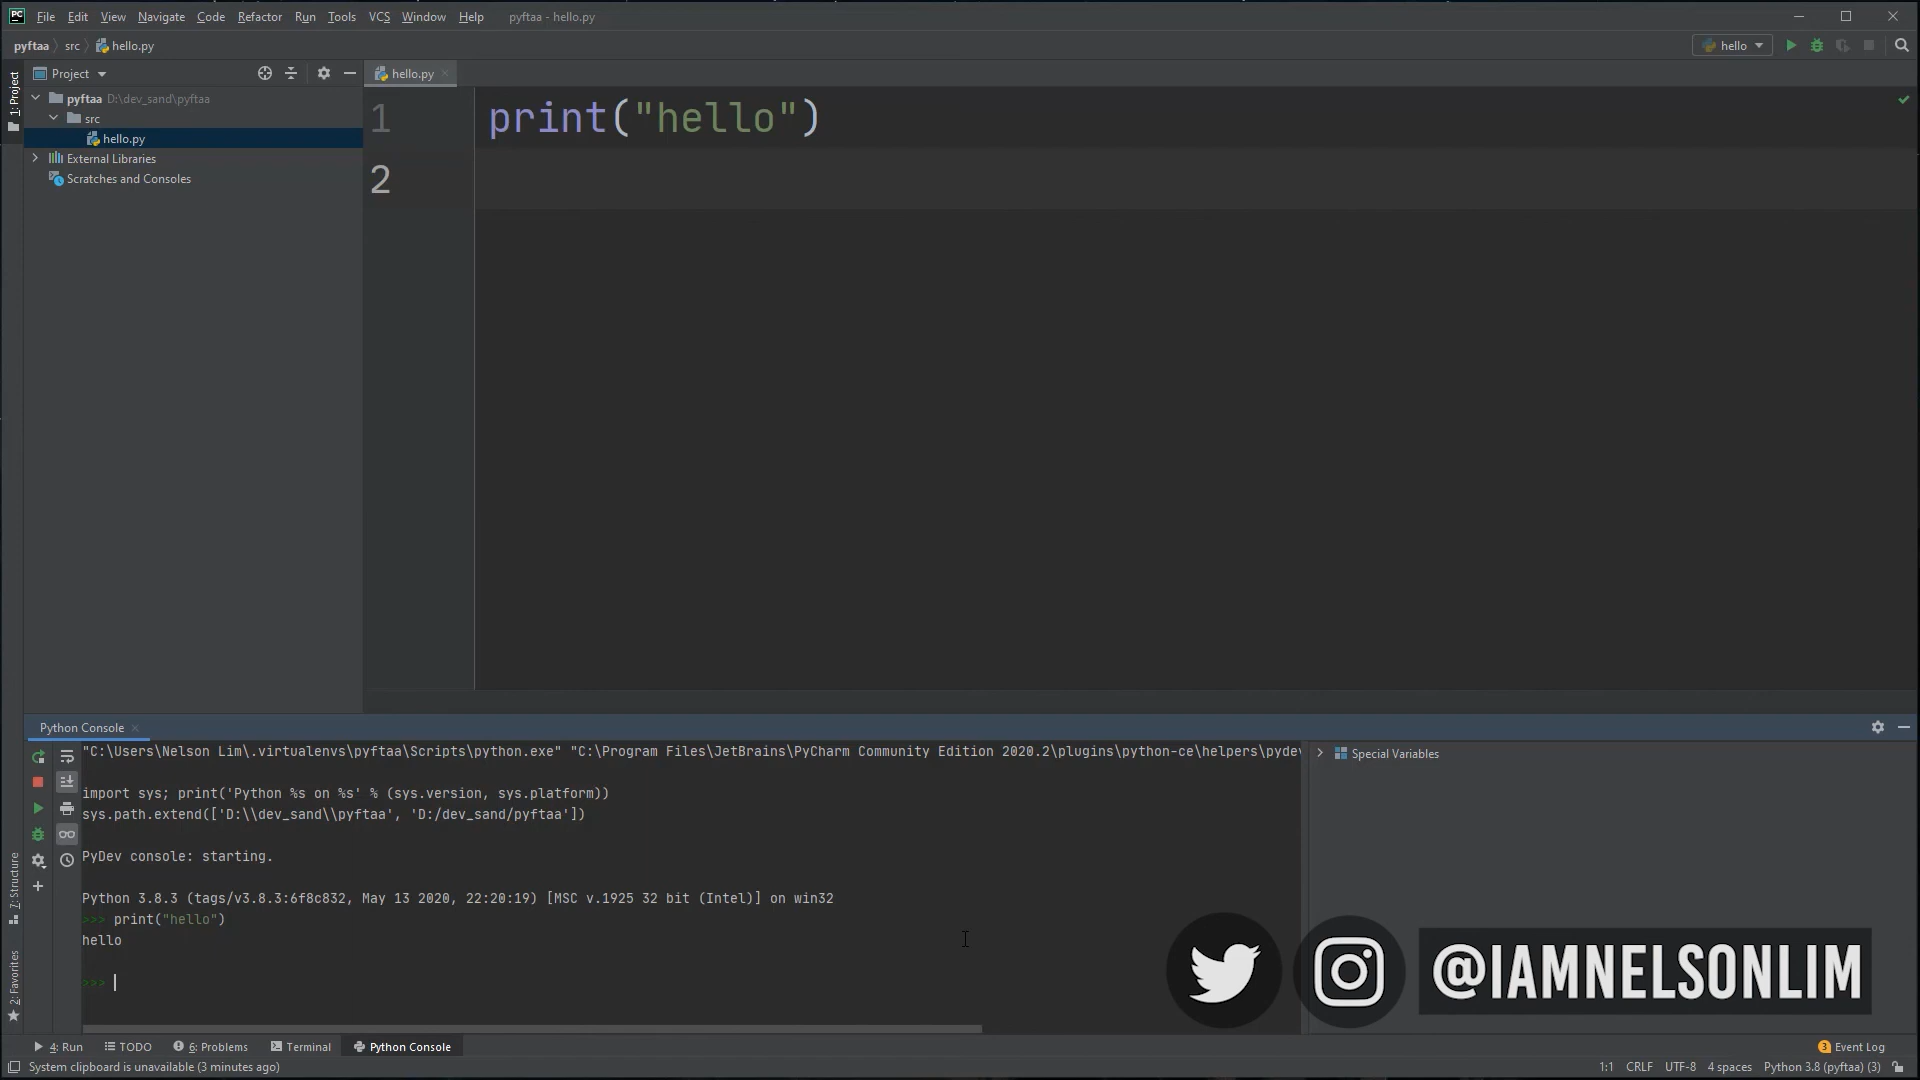 File Edit View Navigate Code Refactor Run Tools VCS Window Help pyftaa - hello.py
pyftaa src hello.py
hello
1: Project
Project
hello.py
pyftaa D:\dev_sand\pyftaa
src
hello.py
External Libraries
Scratches and Consoles
1 print("hello")
2
Python Console
"C:\Users\Nelson Lim\.virtualenvs\pyftaa\Scripts\python.exe" "C:\Program Files\JetBrains\PyCharm Community Edition 2020.2\plugins\python-ce\helpers\pydev
Special Variables
import sys; print('Python %s on %s' % (sys.version, sys.platform))
sys.path.extend(['D:\\dev_sand\\pyftaa', 'D:/dev_sand/pyftaa'])
PyDev console: starting.
Python 3.8.3 (tags/v3.8.3:6f8c832, May 13 2020, 22:20:19) [MSC v.1925 32 bit (Intel)] on win32
>>> print("hello")
hello
>>>
7: Structure
2: Favorites
@IAMNELSONLIM
4: Run TODO 6: Problems Terminal Python Console
3 Event Log
System clipboard is unavailable (3 minutes ago)
1:1 CRLF UTF-8 4 spaces Python 3.8 (pyftaa) (3)